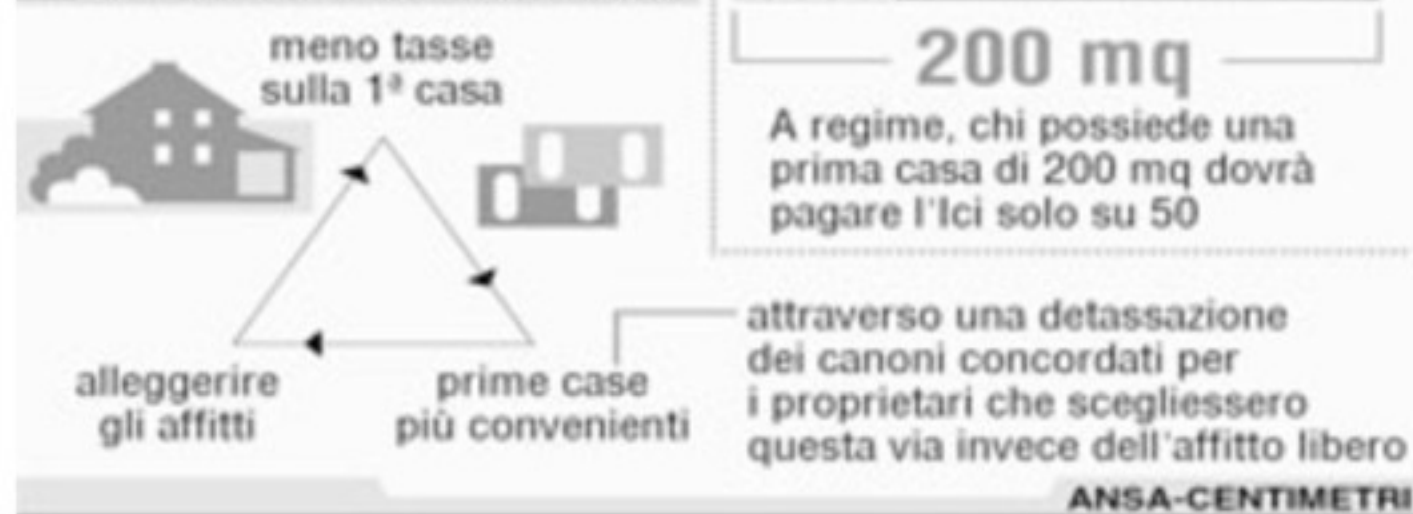 meno tasse
sulla 1ª casa
200 mq
A regime, chi possiede una
prima casa di 200 mq dovrà
pagare l'Ici solo su 50
alleggerire
gli affitti
prime case
più convenienti
attraverso una detassazione
dei canoni concordati per
i proprietari che scegliessero
questa via invece dell'affitto libero
ANSA-CENTIMETRI